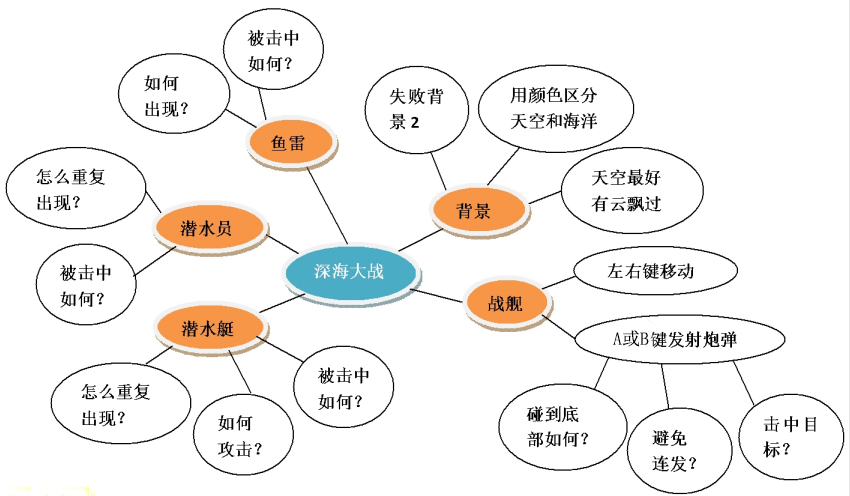 被击中
如何？
如何
出现？
鱼雷
失败背
景 2
用颜色区分
天空和海洋
天空最好
有云飘过
背景
怎么重复
出现？
潜水员
被击中
如何？
深海大战
左右键移动
战舰
A或B键发射炮弹
潜水艇
怎么重复
出现？
如何
攻击？
被击中
如何？
碰到底
部如何？
避免
连发？
击中目
标？